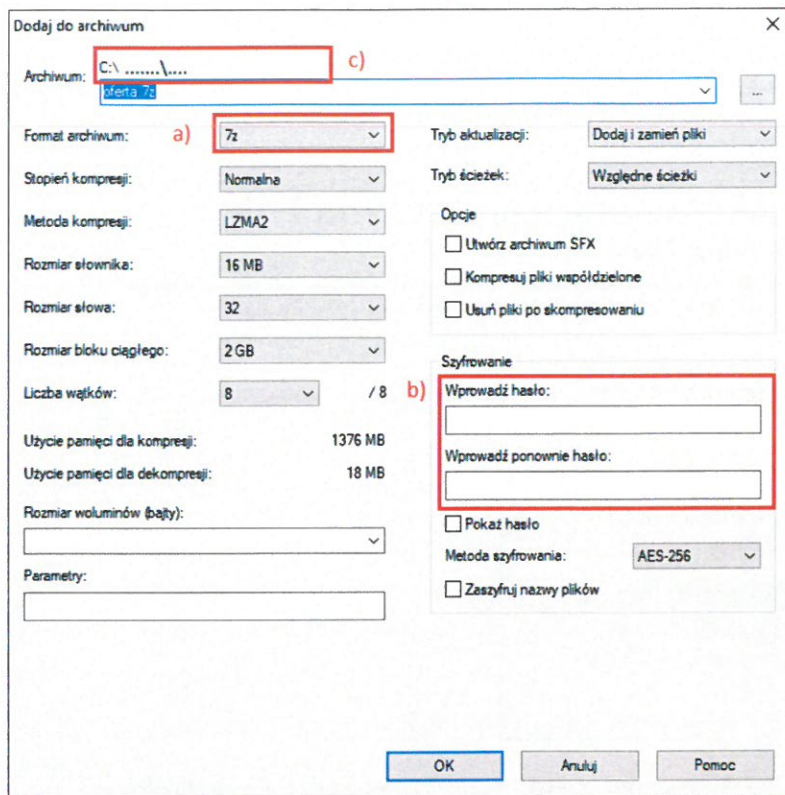 Dodaj do archiwum
Archiwum:
C:\ .......\....
c)
oferta.7z
...
Format archiwum:
a)
7z
Tryb aktualizacji:
Dodaj i zamień pliki
Stopień kompresji:
Normalna
Tryb ścieżek:
Względne ścieżki
Metoda kompresji:
LZMA2
Opcje
Utwórz archiwum SFX
Rozmiar słownika:
16 MB
Kompresuj pliki współdzielone
Rozmiar słowa:
32
Usuń pliki po skompresowaniu
Rozmiar bloku ciągłego:
2 GB
Szyfrowanie
Liczba wątków:
8
/ 8
b)
Wprowadź hasło:
Użycie pamięci dla kompresji:
1376 MB
Wprowadź ponownie hasło:
Użycie pamięci dla dekompresji:
18 MB
Rozmiar woluminów (bajty):
Pokaż hasło
Metoda szyfrowania:
AES-256
Parametry:
Zaszyfruj nazwy plików
OK
Anuluj
Pomoc